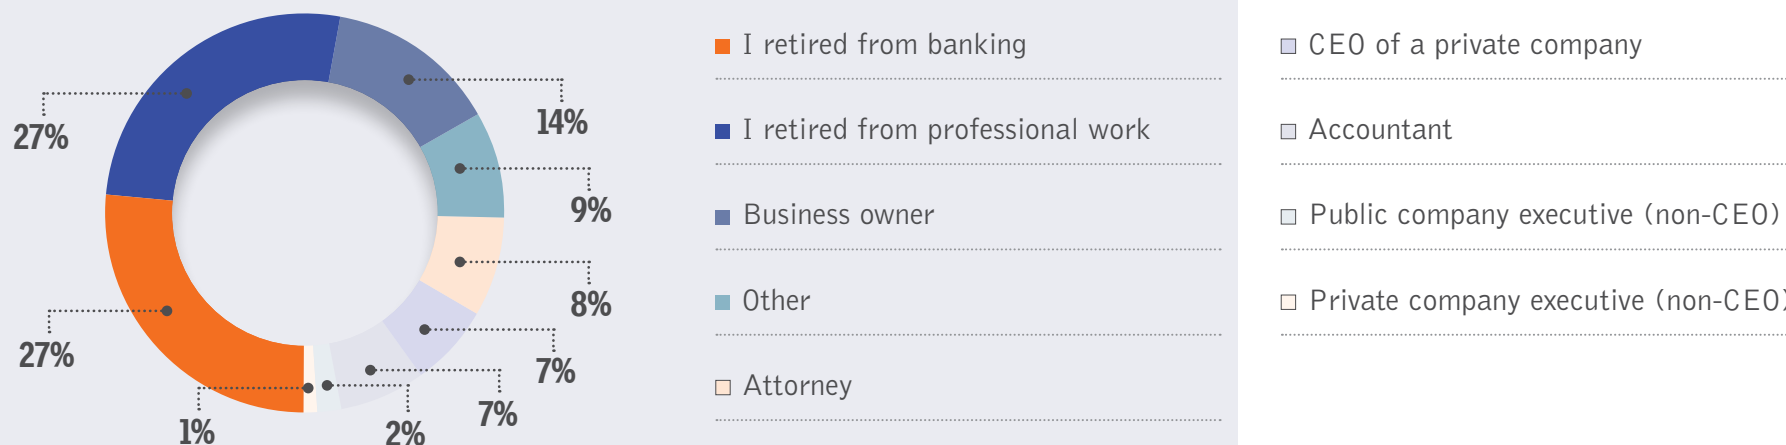 27%
14%
9%
8%
27%
7%
7%
1%
2%
I retired from banking
I retired from professional work
Business owner
Other
Attorney
CEO of a private company
Accountant
Public company executive (non-CEO)
Private company executive (non-CEO)